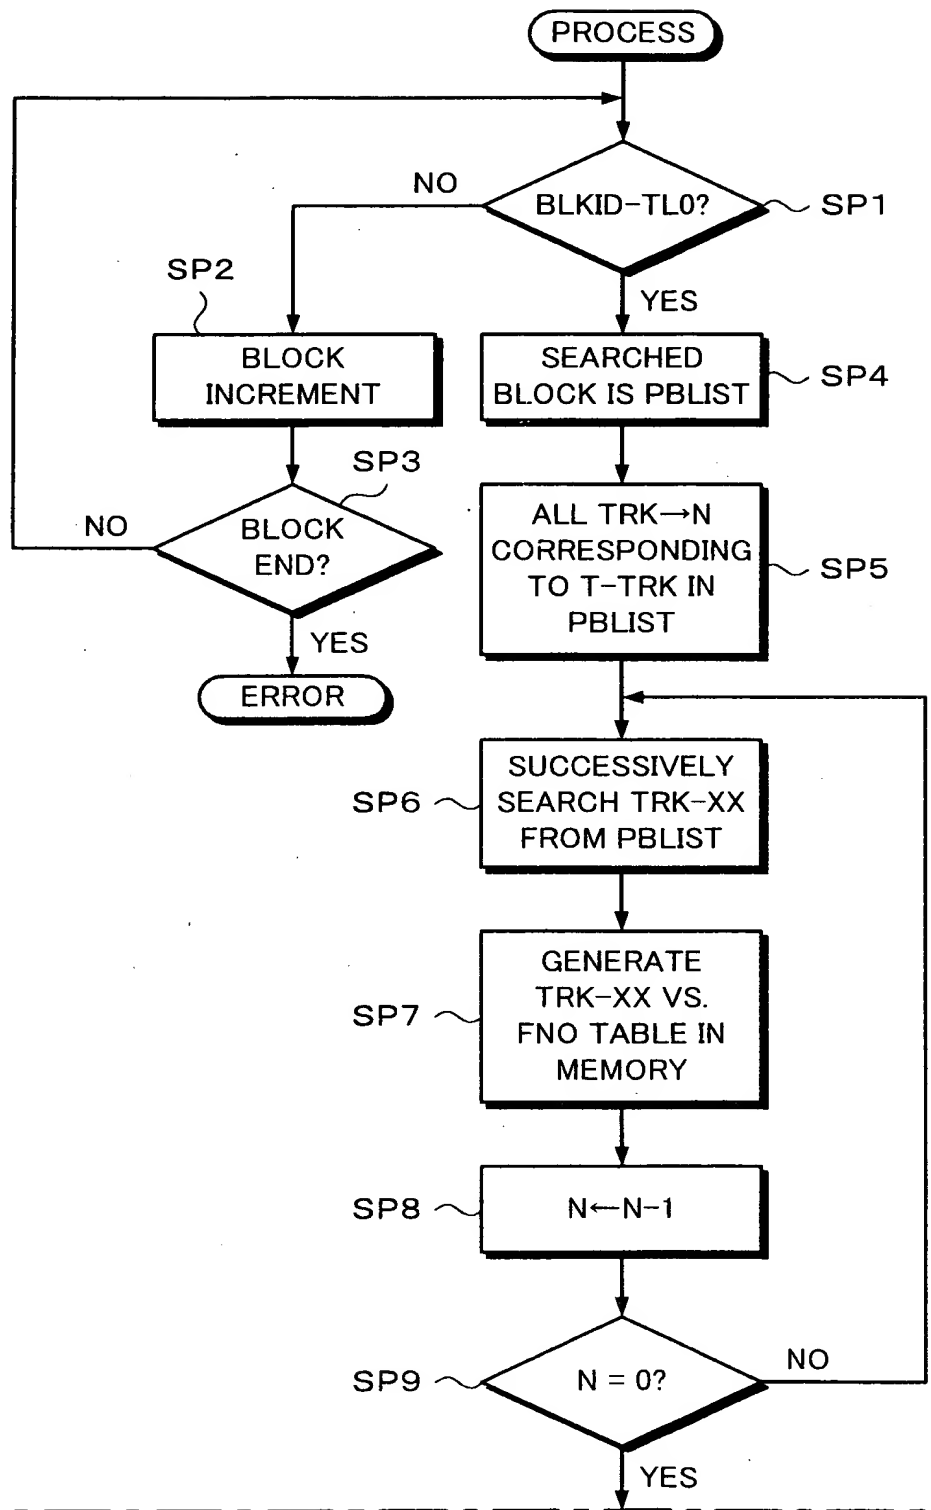 PROCESS
BLKID-TL0?
SP1
NO
YES
SP2
BLOCK
INCREMENT
SEARCHED
BLOCK IS PBLIST
SP4
SP3
BLOCK
END?
NO
YES
ERROR
ALL TRK→N
CORRESPONDING
TO T-TRK IN
PBLIST
SP5
SP6
SUCCESSIVELY
SEARCH TRK-XX
FROM PBLIST
SP7
GENERATE
TRK-XX VS.
FNO TABLE IN
MEMORY
SP8
N←N-1
SP9
N = 0?
NO
YES